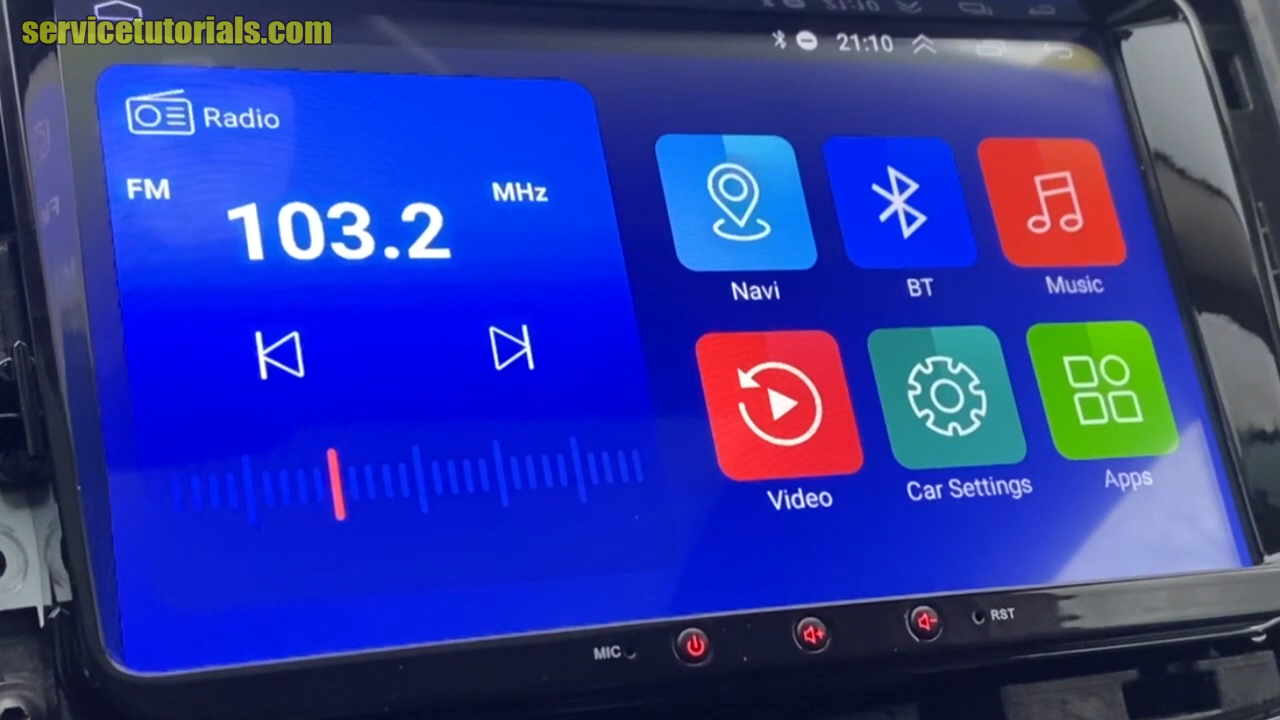 servicetutorials.com
21:10
Radio
FM
MHz
103.2
Navi
BT
Music
Video
Car Settings
Apps
MIC
RST